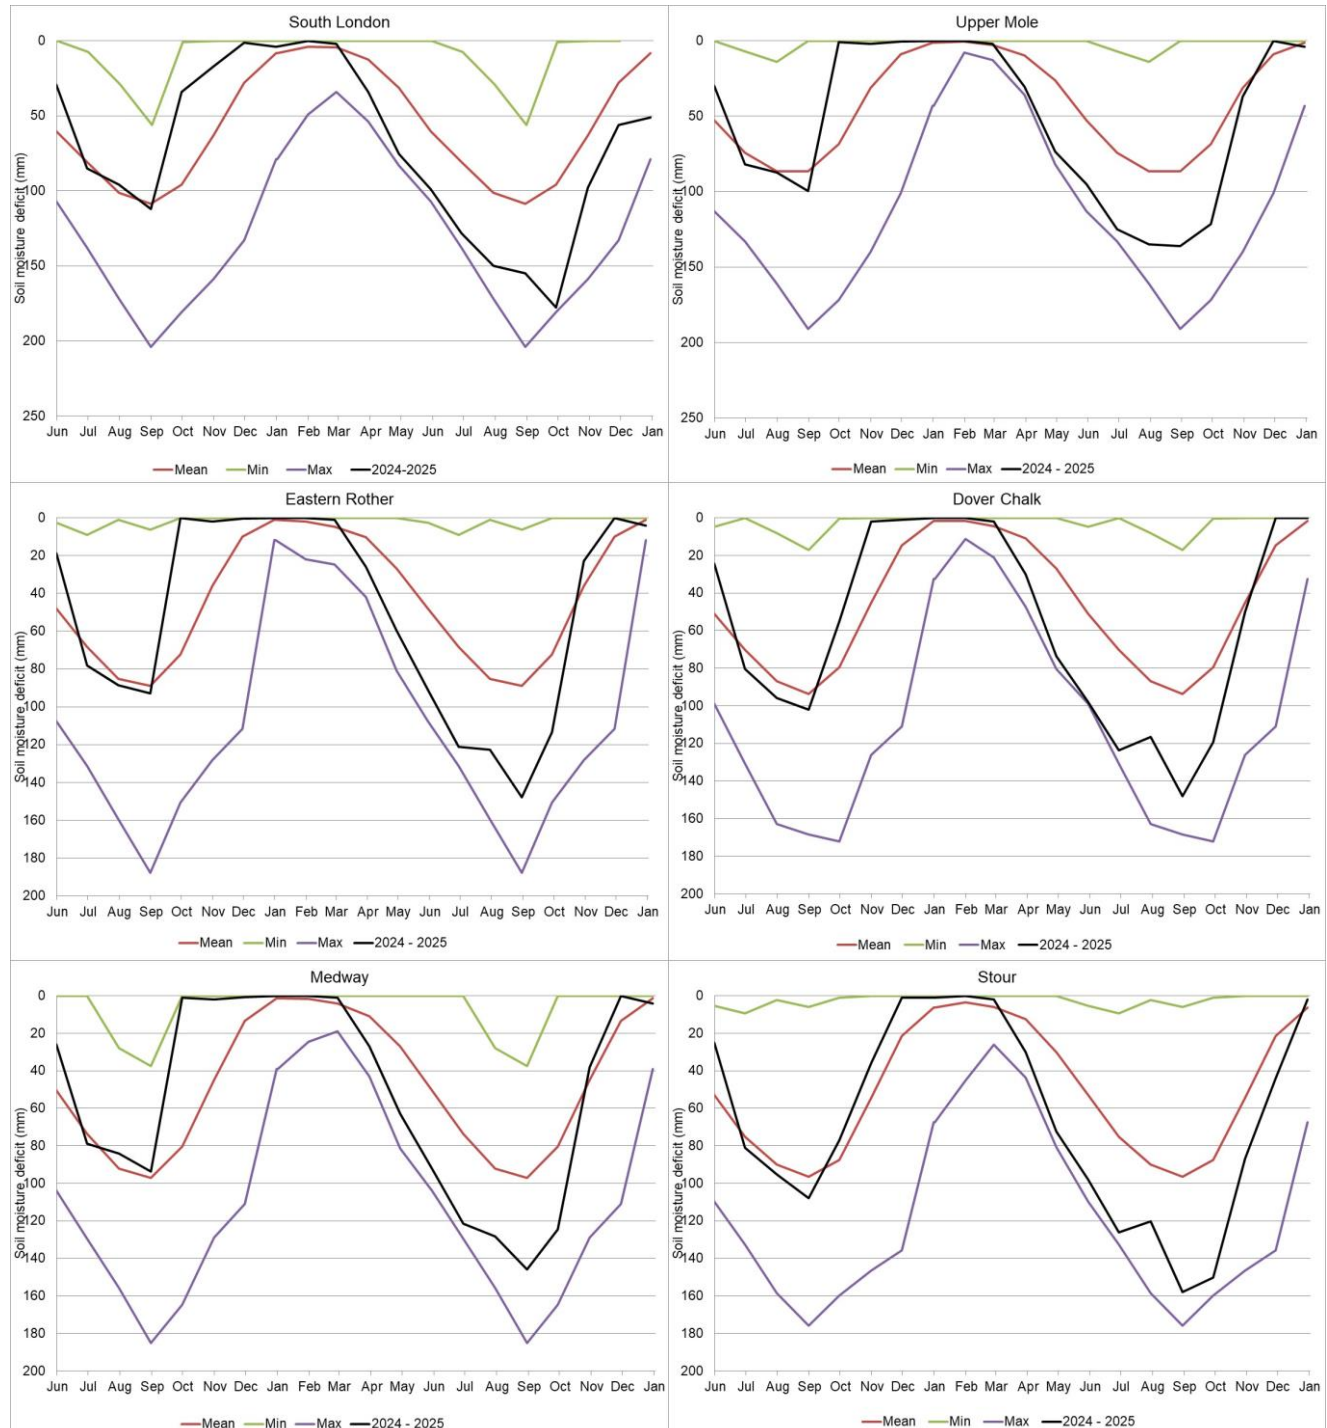 South London
Soil moisture deficit (mm)
0
50
100
150
200
250
Jun Jul Aug Sep Oct Nov Dec Jan Feb Mar Apr May Jun Jul Aug Sep Oct Nov Dec Jan
Mean Min Max 2024-2025
Upper Mole
Soil moisture deficit (mm)
0
50
100
150
200
250
Jun Jul Aug Sep Oct Nov Dec Jan Feb Mar Apr May Jun Jul Aug Sep Oct Nov Dec Jan
Mean Min Max 2024 - 2025
Eastern Rother
Soil moisture deficit (mm)
0
20
40
60
80
100
120
140
160
180
200
Jun Jul Aug Sep Oct Nov Dec Jan Feb Mar Apr May Jun Jul Aug Sep Oct Nov Dec Jan
Mean Min Max 2024 - 2025
Dover Chalk
Soil moisture deficit (mm)
0
20
40
60
80
100
120
140
160
180
200
Jun Jul Aug Sep Oct Nov Dec Jan Feb Mar Apr May Jun Jul Aug Sep Oct Nov Dec Jan
Mean Min Max 2024 - 2025
Medway
Soil moisture deficit (mm)
0
20
40
60
80
100
120
140
160
180
200
Jun Jul Aug Sep Oct Nov Dec Jan Feb Mar Apr May Jun Jul Aug Sep Oct Nov Dec Jan
Mean Min Max 2024 - 2025
Stour
Soil moisture deficit (mm)
0
20
40
60
80
100
120
140
160
180
200
Jun Jul Aug Sep Oct Nov Dec Jan Feb Mar Apr May Jun Jul Aug Sep Oct Nov Dec Jan
Mean Min Max 2024 - 2025